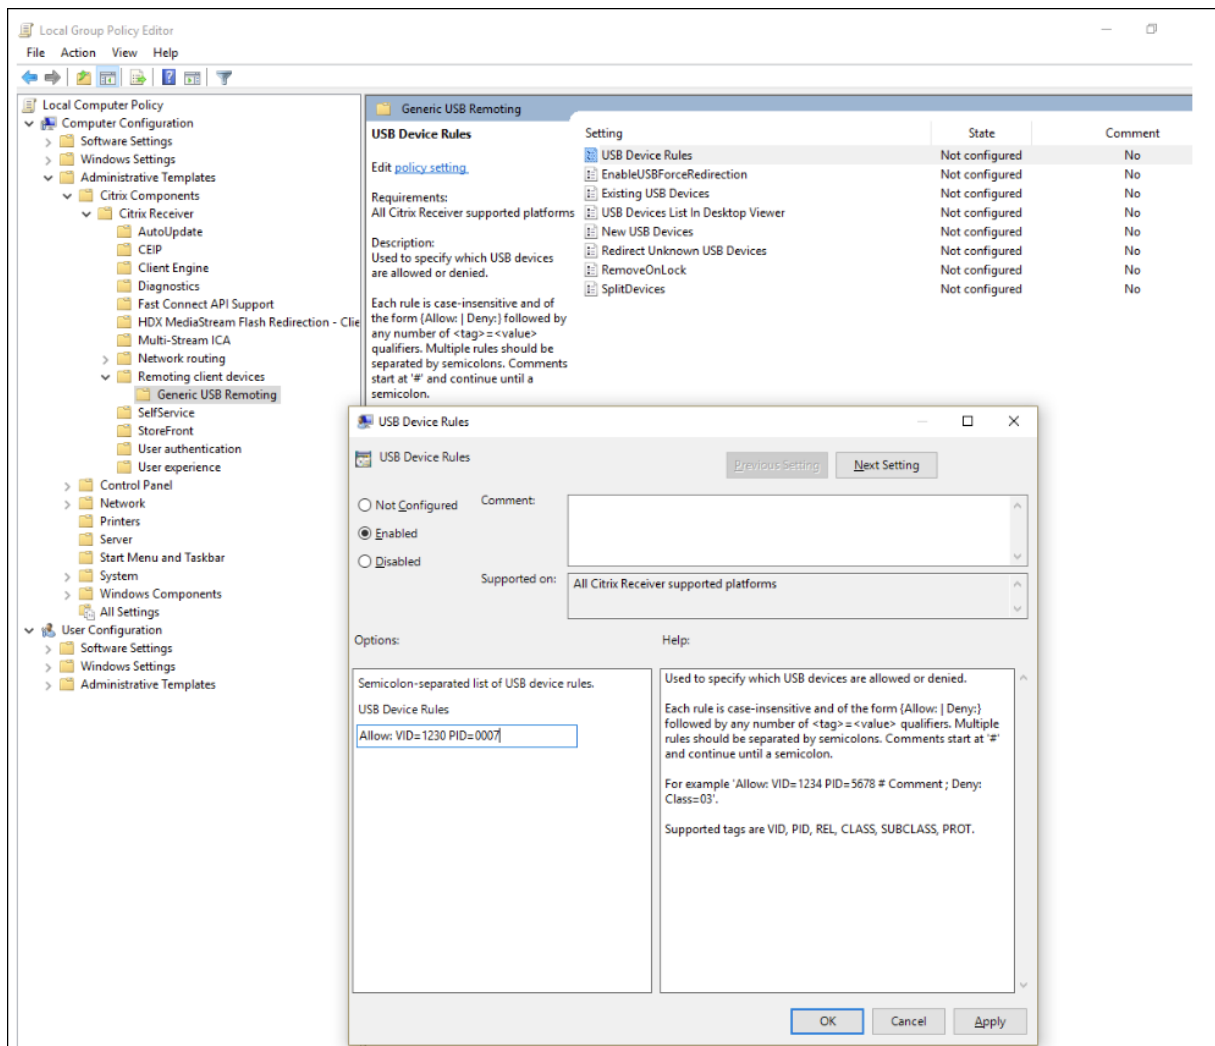 Local Group Policy Editor
File Action View Help
Local Computer Policy
Computer Configuration
Software Settings
Windows Settings
Administrative Templates
Citrix Components
Citrix Receiver
AutoUpdate
CEIP
Client Engine
Diagnostics
Fast Connect API Support
HDX MediaStream Flash Redirection - Clie
Multi-Stream ICA
Network routing
Remoting client devices
Generic USB Remoting
SelfService
StoreFront
User authentication
User experience
Control Panel
Network
Printers
Server
Start Menu and Taskbar
System
Windows Components
All Settings
User Configuration
Software Settings
Windows Settings
Administrative Templates
Generic USB Remoting
USB Device Rules
Edit policy setting
Requirements:
All Citrix Receiver supported platforms
Description:
Used to specify which USB devices
are allowed or denied.
Each rule is case-insensitive and of
the form {Allow: | Deny:} followed by
any number of <tag>=<value>
qualifiers. Multiple rules should be
separated by semicolons. Comments
start at '#' and continue until a
semicolon.
Setting State Comment
USB Device Rules Not configured No
EnableUSBForceRedirection Not configured No
Existing USB Devices Not configured No
USB Devices List In Desktop Viewer Not configured No
New USB Devices Not configured No
Redirect Unknown USB Devices Not configured No
RemoveOnLock Not configured No
SplitDevices Not configured No
USB Device Rules
USB Device Rules
Previous Setting Next Setting
Not Configured
Enabled
Disabled
Comment:
Supported on:
All Citrix Receiver supported platforms
Options:
Help:
Semicolon-separated list of USB device rules.
USB Device Rules
Allow: VID=1230 PID=0007
Used to specify which USB devices are allowed or denied.
Each rule is case-insensitive and of the form {Allow: | Deny:}
followed by any number of <tag>=<value> qualifiers. Multiple
rules should be separated by semicolons. Comments start at '#'
and continue until a semicolon.
For example 'Allow: VID=1234 PID=5678 # Comment ; Deny:
Class=03'.
Supported tags are VID, PID, REL, CLASS, SUBCLASS, PROT.
OK Cancel Apply